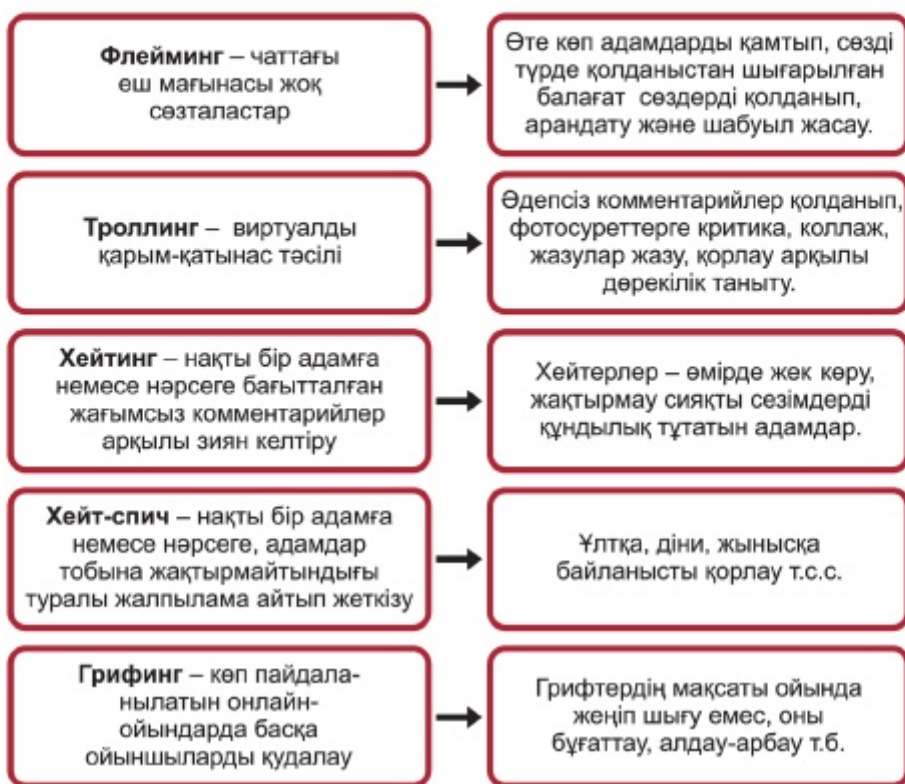 Флейминг – чаттағы
еш мағынасы жоқ
сөзталастар
Өте көп адамдарды қамтып, сөзді
түрде қолданыстан шығарылған
балағат сөздерді қолданып,
арандату және шабуыл жасау.
Троллинг – виртуалды
қарым-қатынас тәсілі
Әдепсіз комментарийлер қолданып,
фотосуреттерге критика, коллаж,
жазулар жазу, қорлау арқылы
дөрекілік таныту.
Хейтинг – нақты бір адамға
немесе нәрсеге бағытталған
жағымсыз комментарийлер
арқылы зиян келтіру
Хейтерлер – өмірде жек көру,
жақтырмау сияқты сезімдерді
құндылық тұтатын адамдар.
Хейт-спич – нақты бір адамға
немесе нәрсеге, адамдар
тобына жақтырмайтындығы
туралы жалпылама айтып жеткізу
Ұлтқа, діни, жынысқа
байланысты қорлау т.с.с.
Грифинг – көп пайдала-
нылатын онлайн-
ойындарда басқа
ойыншыларды қудалау
Грифтердің мақсаты ойында
жеңіп шығу емес, оны
бұғаттау, алдау-арбау т.б.